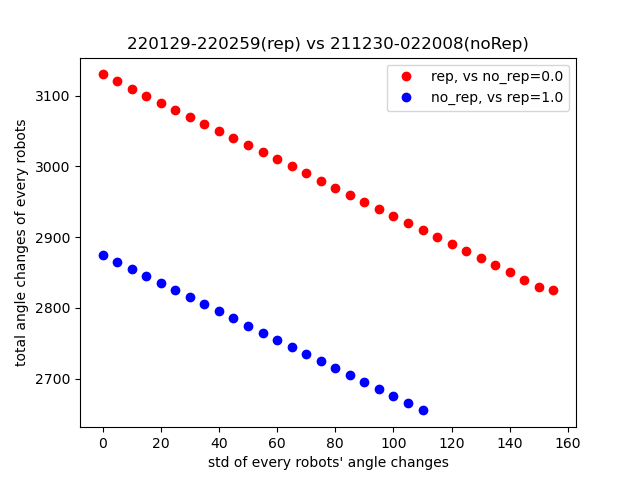 220129-220259(rep) vs 211230-022008(noRep)
rep, vs no_rep=0.0
no_rep, vs rep=1.0
3100
3000
2900
2800
2700
total angle changes of every robots
0 20 40 60 80 100 120 140 160
std of every robots' angle changes